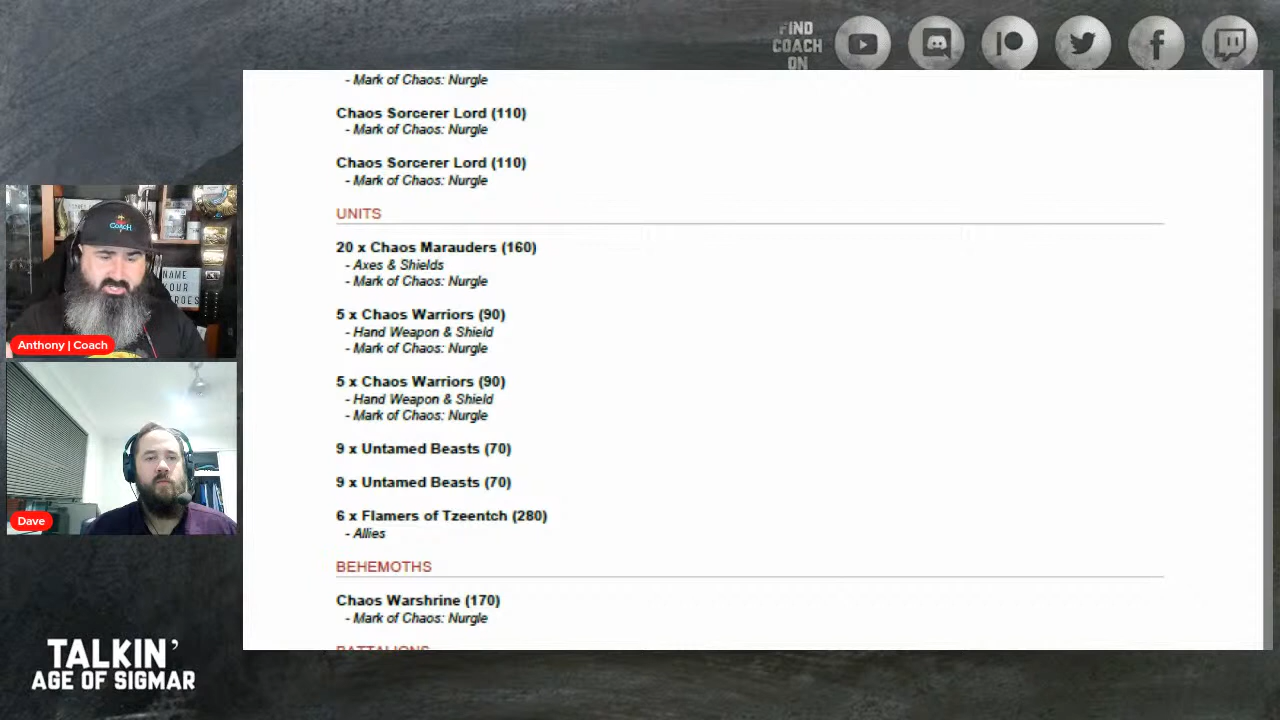 FIND
COACH
ON
- Mark of Chaos: Nurgle
Chaos Sorcerer Lord (110)
- Mark of Chaos: Nurgle
Chaos Sorcerer Lord (110)
- Mark of Chaos: Nurgle
UNITS
20 x Chaos Marauders (160)
- Axes & Shields
- Mark of Chaos: Nurgle
5 x Chaos Warriors (90)
- Hand Weapon & Shield
- Mark of Chaos: Nurgle
5 x Chaos Warriors (90)
- Hand Weapon & Shield
- Mark of Chaos: Nurgle
9 x Untamed Beasts (70)
9 x Untamed Beasts (70)
6 x Flamers of Tzeentch (280)
- Allies
BEHEMOTHS
Chaos Warshrine (170)
- Mark of Chaos: Nurgle
BATTALIONS
COACH
NAME
YOUR
Anthony | Coach
Dave
TALKIN'
AGE OF SIGMAR